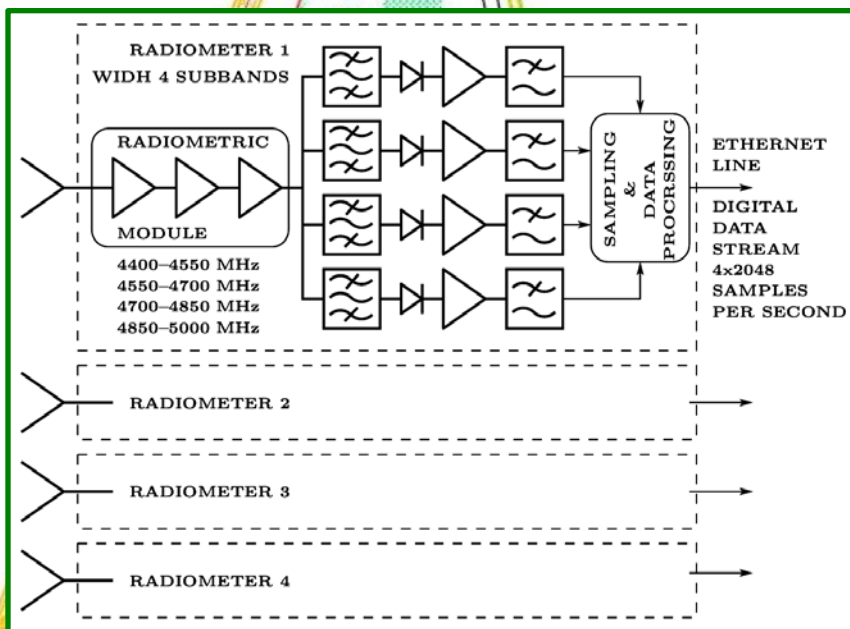 RADIOMETER 1
WIDH 4 SUBBANDS
RADIOMETRIC
MODULE
4400–4550 MHz
4550–4700 MHz
4700–4850 MHz
4850–5000 MHz
SAMPLING
&
DATA
PROCRSSING
ETHERNET
LINE
DIGITAL
DATA
STREAM
4x2048
SAMPLES
PER SECOND
RADIOMETER 2
RADIOMETER 3
RADIOMETER 4